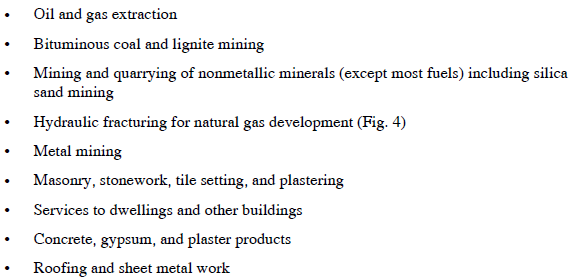 • Oil and gas extraction
• Bituminous coal and lignite mining
• Mining and quarrying of nonmetallic minerals (except most fuels) including silica
sand mining
• Hydraulic fracturing for natural gas development (Fig. 4)
• Metal mining
• Masonry, stonework, tile setting, and plastering
• Services to dwellings and other buildings
• Concrete, gypsum, and plaster products
• Roofing and sheet metal work